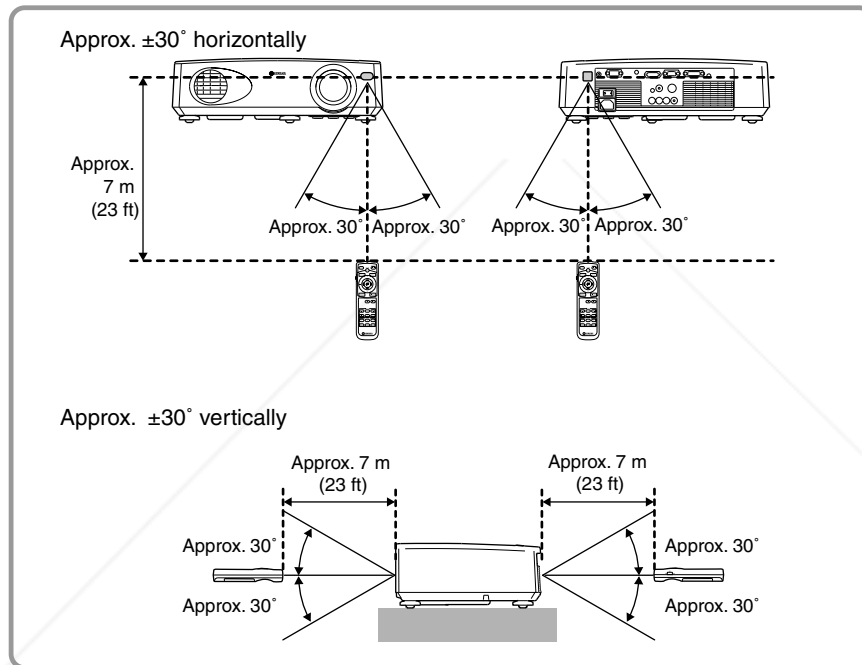 Approx. ±30˚ horizontally
Approx.
7 m
(23 ft)
Approx. 30˚ Approx. 30˚
Approx. 30˚ Approx. 30˚
Approx. ±30˚ vertically
Approx. 7 m
(23 ft)
Approx. 7 m
(23 ft)
Approx. 30˚
Approx. 30˚
Approx. 30˚
Approx. 30˚